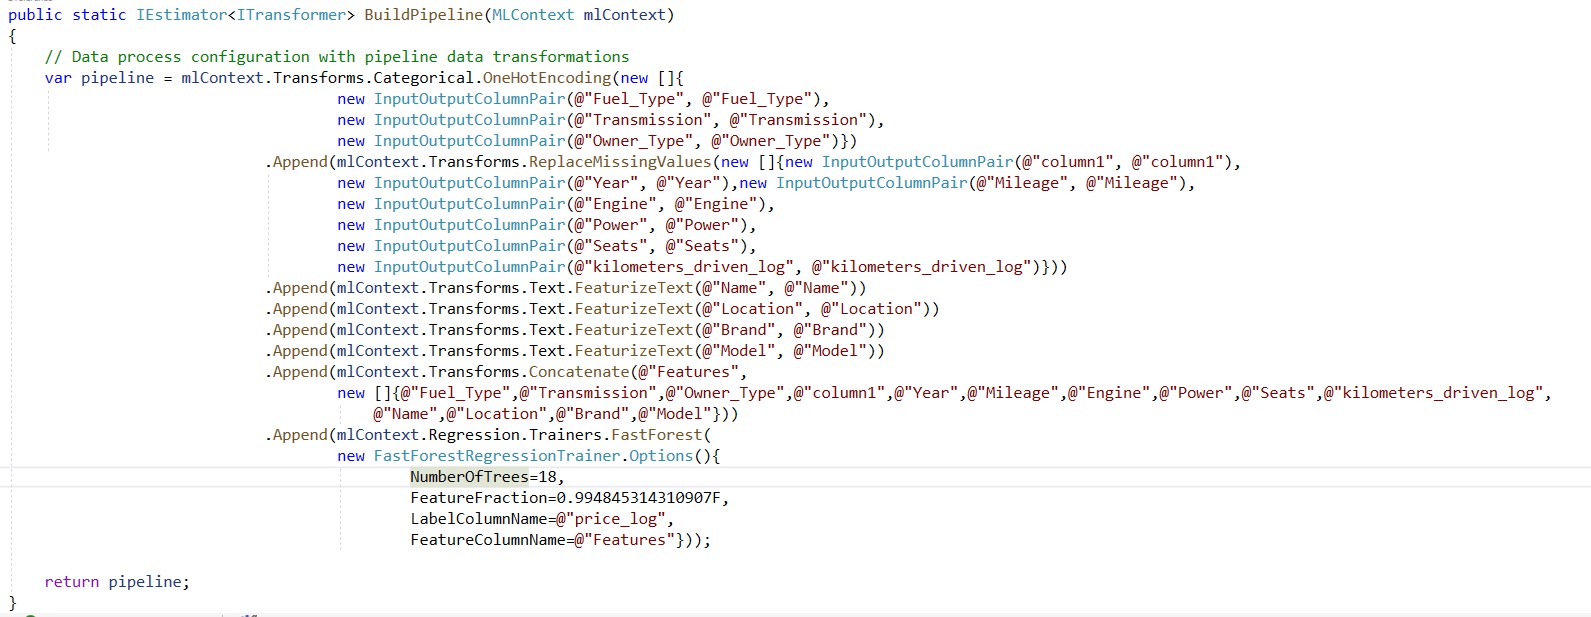 public static IEstimator<ITransformer> BuildPipeline(MLContext mlContext)
{
// Data process configuration with pipeline data transformations
var pipeline = mlContext.Transforms.Categorical.OneHotEncoding(new []{
new InputOutputColumnPair(@"Fuel_Type", @"Fuel_Type"),
new InputOutputColumnPair(@"Transmission", @"Transmission"),
new InputOutputColumnPair(@"Owner_Type", @"Owner_Type")})
.Append(mlContext.Transforms.ReplaceMissingValues(new []{new InputOutputColumnPair(@"column1", @"column1"),
new InputOutputColumnPair(@"Year", @"Year"),new InputOutputColumnPair(@"Mileage", @"Mileage"),
new InputOutputColumnPair(@"Engine", @"Engine"),
new InputOutputColumnPair(@"Power", @"Power"),
new InputOutputColumnPair(@"Seats", @"Seats"),
new InputOutputColumnPair(@"kilometers_driven_log", @"kilometers_driven_log")}))
.Append(mlContext.Transforms.Text.FeaturizeText(@"Name", @"Name"))
.Append(mlContext.Transforms.Text.FeaturizeText(@"Location", @"Location"))
.Append(mlContext.Transforms.Text.FeaturizeText(@"Brand", @"Brand"))
.Append(mlContext.Transforms.Text.FeaturizeText(@"Model", @"Model"))
.Append(mlContext.Transforms.Concatenate(@"Features",
new []{@"Fuel_Type",@"Transmission",@"Owner_Type",@"column1",@"Year",@"Mileage",@"Engine",@"Power",@"Seats",@"kilometers_driven_log",
@"Name",@"Location",@"Brand",@"Model"}))
.Append(mlContext.Regression.Trainers.FastForest(
new FastForestRegressionTrainer.Options(){
NumberOfTrees=18,
FeatureFraction=0.994845314310907F,
LabelColumnName=@"price_log",
FeatureColumnName=@"Features"}));
return pipeline;
}